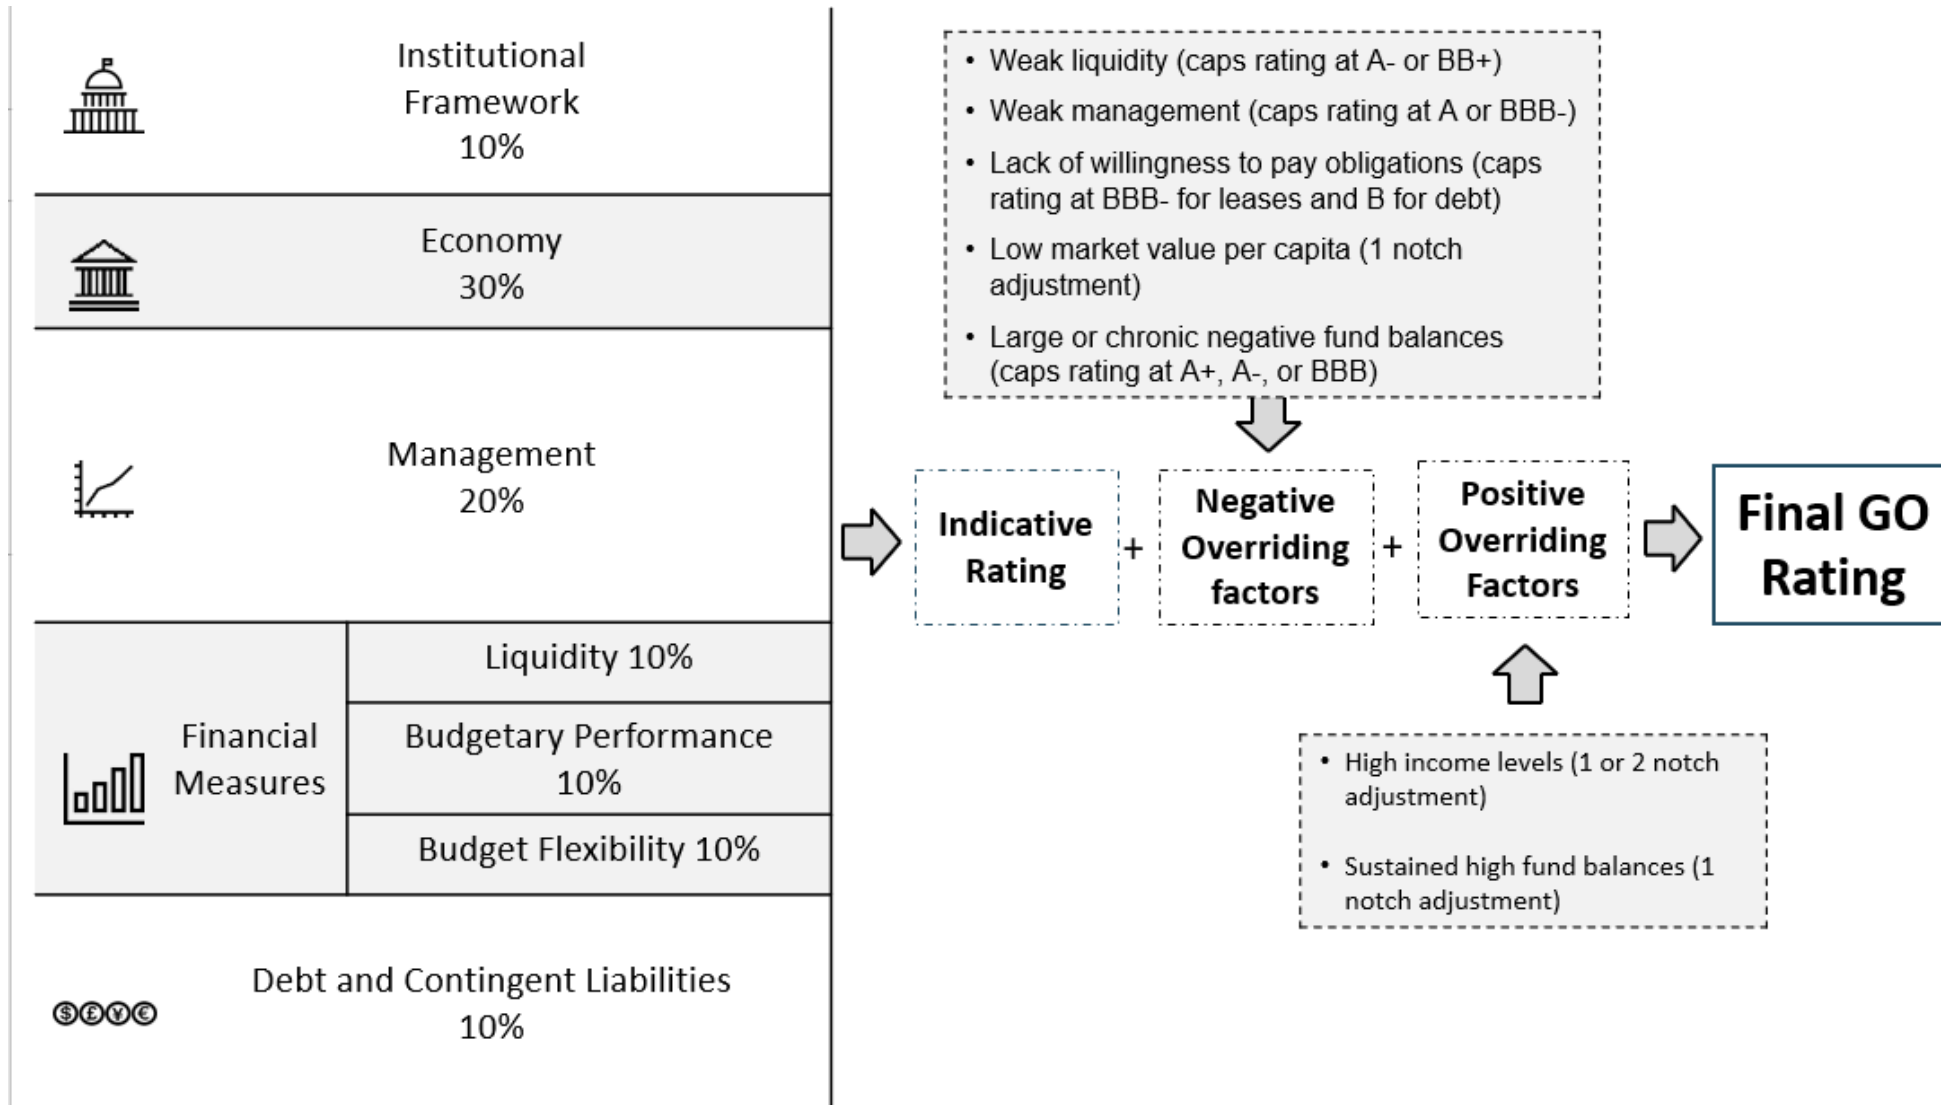 Institutional
Framework
10%
Economy
30%
Management
20%
Financial
Measures
Liquidity 10%
Budgetary Performance
10%
Budget Flexibility 10%
Debt and Contingent Liabilities
10%
$£¥€
• Weak liquidity (caps rating at A- or BB+)
• Weak management (caps rating at A or BBB-)
• Lack of willingness to pay obligations (caps
rating at BBB- for leases and B for debt)
• Low market value per capita (1 notch
adjustment)
• Large or chronic negative fund balances
(caps rating at A+, A-, or BBB)
Indicative
Rating
+
Negative
Overriding
factors
+
Positive
Overriding
Factors
Final GO
Rating
• High income levels (1 or 2 notch
adjustment)
• Sustained high fund balances (1
notch adjustment)